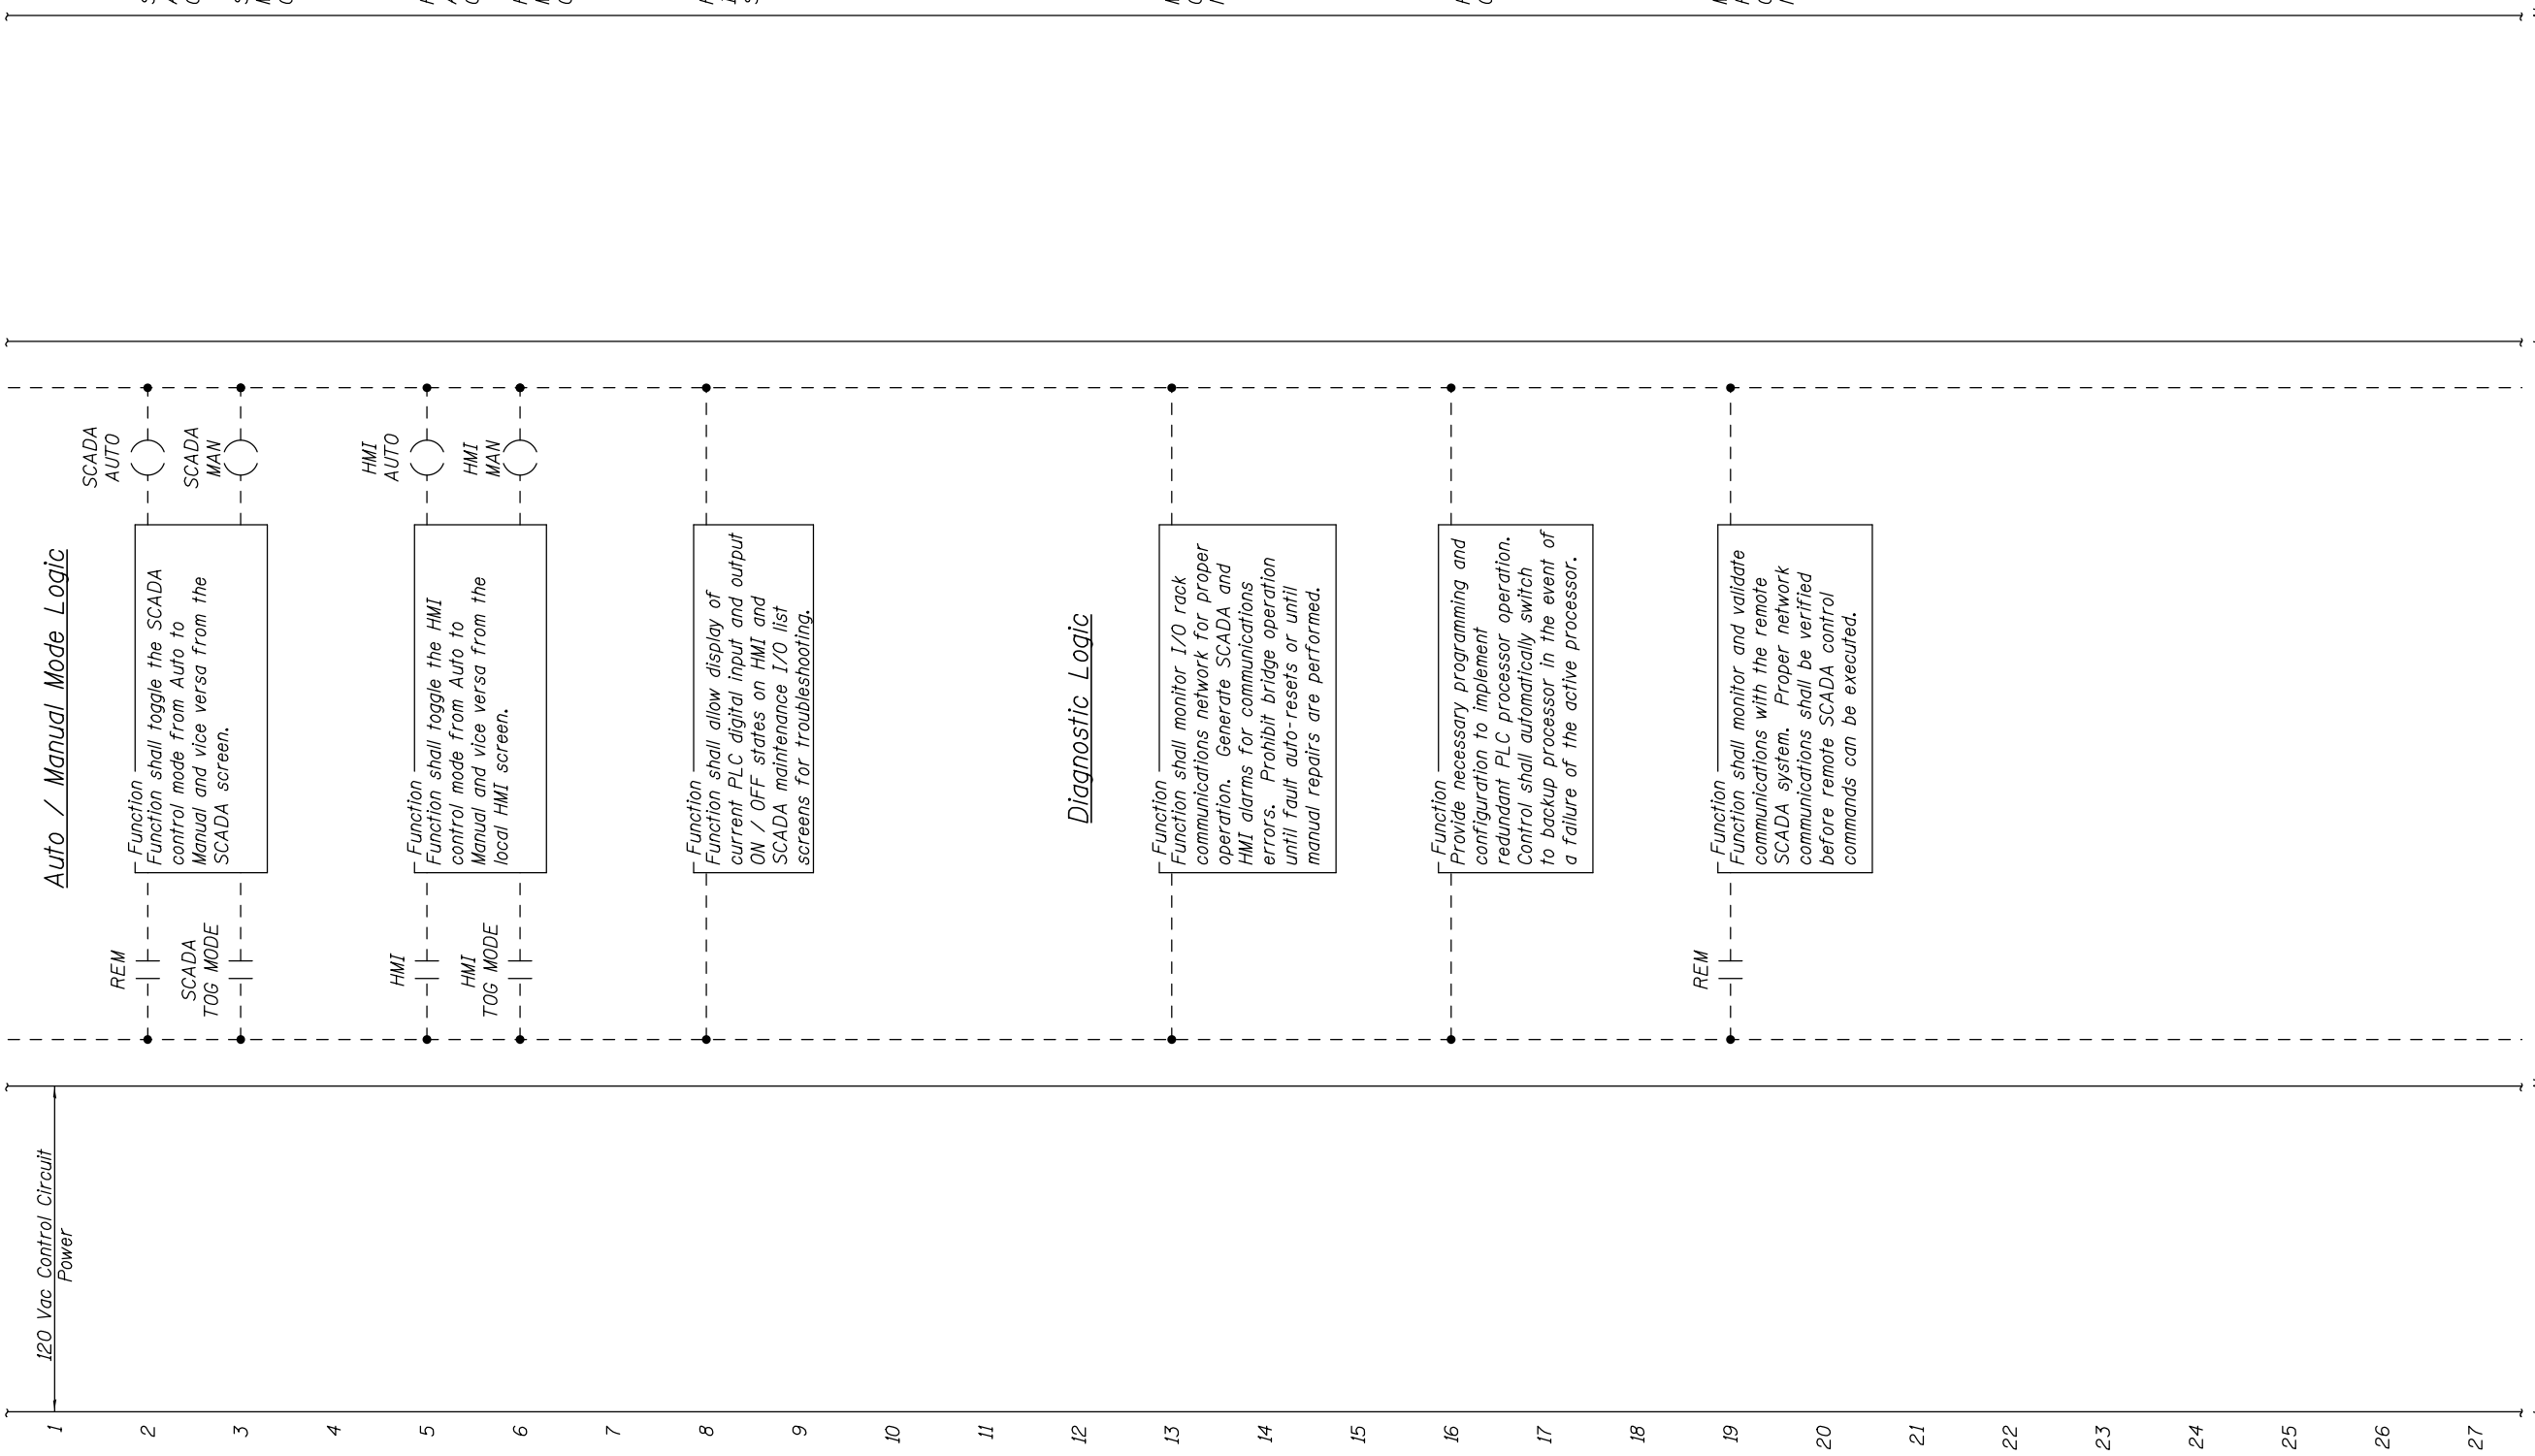 1
120 Vac Control Circuit
Power
Auto / Manual Mode Logic
2
REM
Function
Function shall toggle the SCADA
control mode from Auto to
Manual and vice versa from the
SCADA screen.
SCADA
AUTO
3
SCADA
TOG MODE
SCADA
MAN
4
5
HMI
Function
Function shall toggle the HMI
control mode from Auto to
Manual and vice versa from the
local HMI screen.
HMI
AUTO
6
HMI
TOG MODE
HMI
MAN
7
8
Function
Function shall allow display of
current PLC digital input and output
ON / OFF states on HMI and
SCADA maintenance I/O list
screens for troubleshooting.
9
10
11
12
Diagnostic Logic
13
Function
Function shall monitor I/O rack
communications network for proper
operation. Generate SCADA and
HMI alarms for communications
errors. Prohibit bridge operation
until fault auto-resets or until
manual repairs are performed.
14
15
16
Function
Provide necessary programming and
configuration to implement
redundant PLC processor operation.
Control shall automatically switch
to backup processor in the event of
a failure of the active processor.
17
18
19
REM
Function
Function shall monitor and validate
communications with the remote
SCADA system. Proper network
communications shall be verified
before remote SCADA control
commands can be executed.
20
21
22
23
24
25
26
27